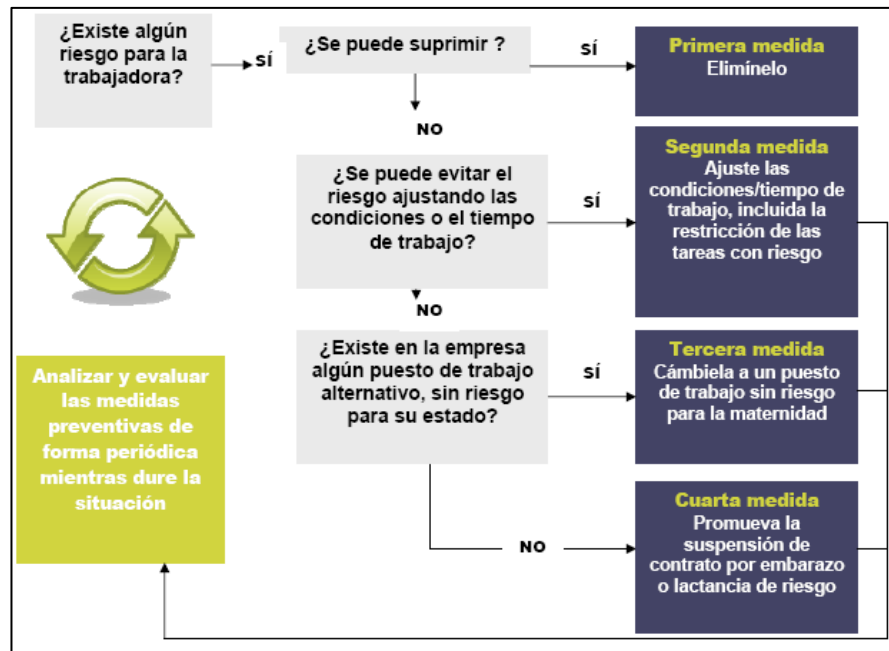 ¿Existe algún
riesgo para la
trabajadora?
SÍ
¿Se puede suprimir ?
SÍ
Primera medida
Elimínelo
NO
¿Se puede evitar el
riesgo ajustando las
condiciones o el tiempo
de trabajo?
SÍ
Segunda medida
Ajuste las
condiciones/tiempo de
trabajo, incluida la
restricción de las
tareas con riesgo
NO
¿Existe en la empresa
algún puesto de trabajo
alternativo, sin riesgo
para su estado?
SÍ
Tercera medida
Cámbiela a un puesto
de trabajo sin riesgo
para la maternidad
NO
Cuarta medida
Promueva la
suspensión de
contrato por embarazo
o lactancia de riesgo
Analizar y evaluar
las medidas
preventivas de
forma periódica
mientras dure la
situación